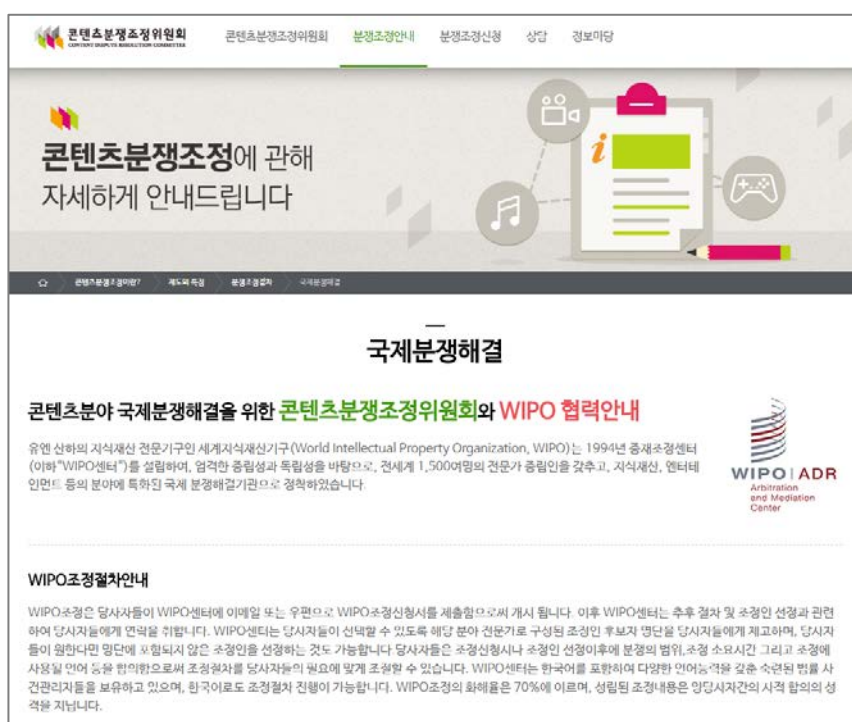 콘텐츠분쟁조정위원회
CONTENT DISPUTE RESOLUTION COMMITTEE
콘텐츠분쟁조정위원회 분쟁조정안내 분쟁조정신청 상담 정보마당
콘텐츠분쟁조정에 관해
자세하게 안내드립니다
콘텐츠분쟁조정이란? 제도의 특징 분쟁조정절차 국제분쟁해결
국제분쟁해결
콘텐츠분야 국제분쟁해결을 위한 콘텐츠분쟁조정위원회와 WIPO 협력안내
유엔 산하의 지식재산 전문기구인 세계지식재산기구(World Intellectual Property Organization, WIPO)는 1994년 중재조정센터
(이하"WIPO센터")를 설립하여, 엄격한 중립성과 독립성을 바탕으로, 전세계 1,500여명의 전문가 중립인을 갖추고, 지식재산, 엔터테
인먼트 등의 분야에 특화된 국제 분쟁해결기관으로 정착하였습니다.
WIPO | ADR
Arbitration
and Mediation
Center
WIPO조정절차안내
WIPO조정은 당사자들이 WIPO센터에 이메일 또는 우편으로 WIPO조정신청서를 제출함으로써 개시 됩니다. 이후 WIPO센터는 추후 절차 및 조정인 선정과 관련
하여 당사자들에게 연락을 취합니다. WIPO센터는 당사자들이 선택할 수 있도록 해당 분야 전문가로 구성된 조정인 후보자 명단을 당사자들에게 제고하며, 당사자
들이 원한다면 명단에 포함되지 않은 조정인을 선정하는 것도 가능합니다 당사자들은 조정신청시나 조정인 선정이후에 분쟁의 범위,조정 소요시간 그리고 조정에
사용될 언어 등을 합의함으로써 조정절차를 당사자들의 필요에 맞게 조절할 수 있습니다. WIPO센터는 한국어를 포함하여 다양한 언어능력을 갖춘 숙련된 법률 사
건관리자들을 보유하고 있으며, 한국어로도 조정절차 진행이 가능합니다. WIPO조정의 화해율은 70%에 이르며, 성립된 조정내용은 양당사자간의 사적 합의의 성
격을 지닙니다.